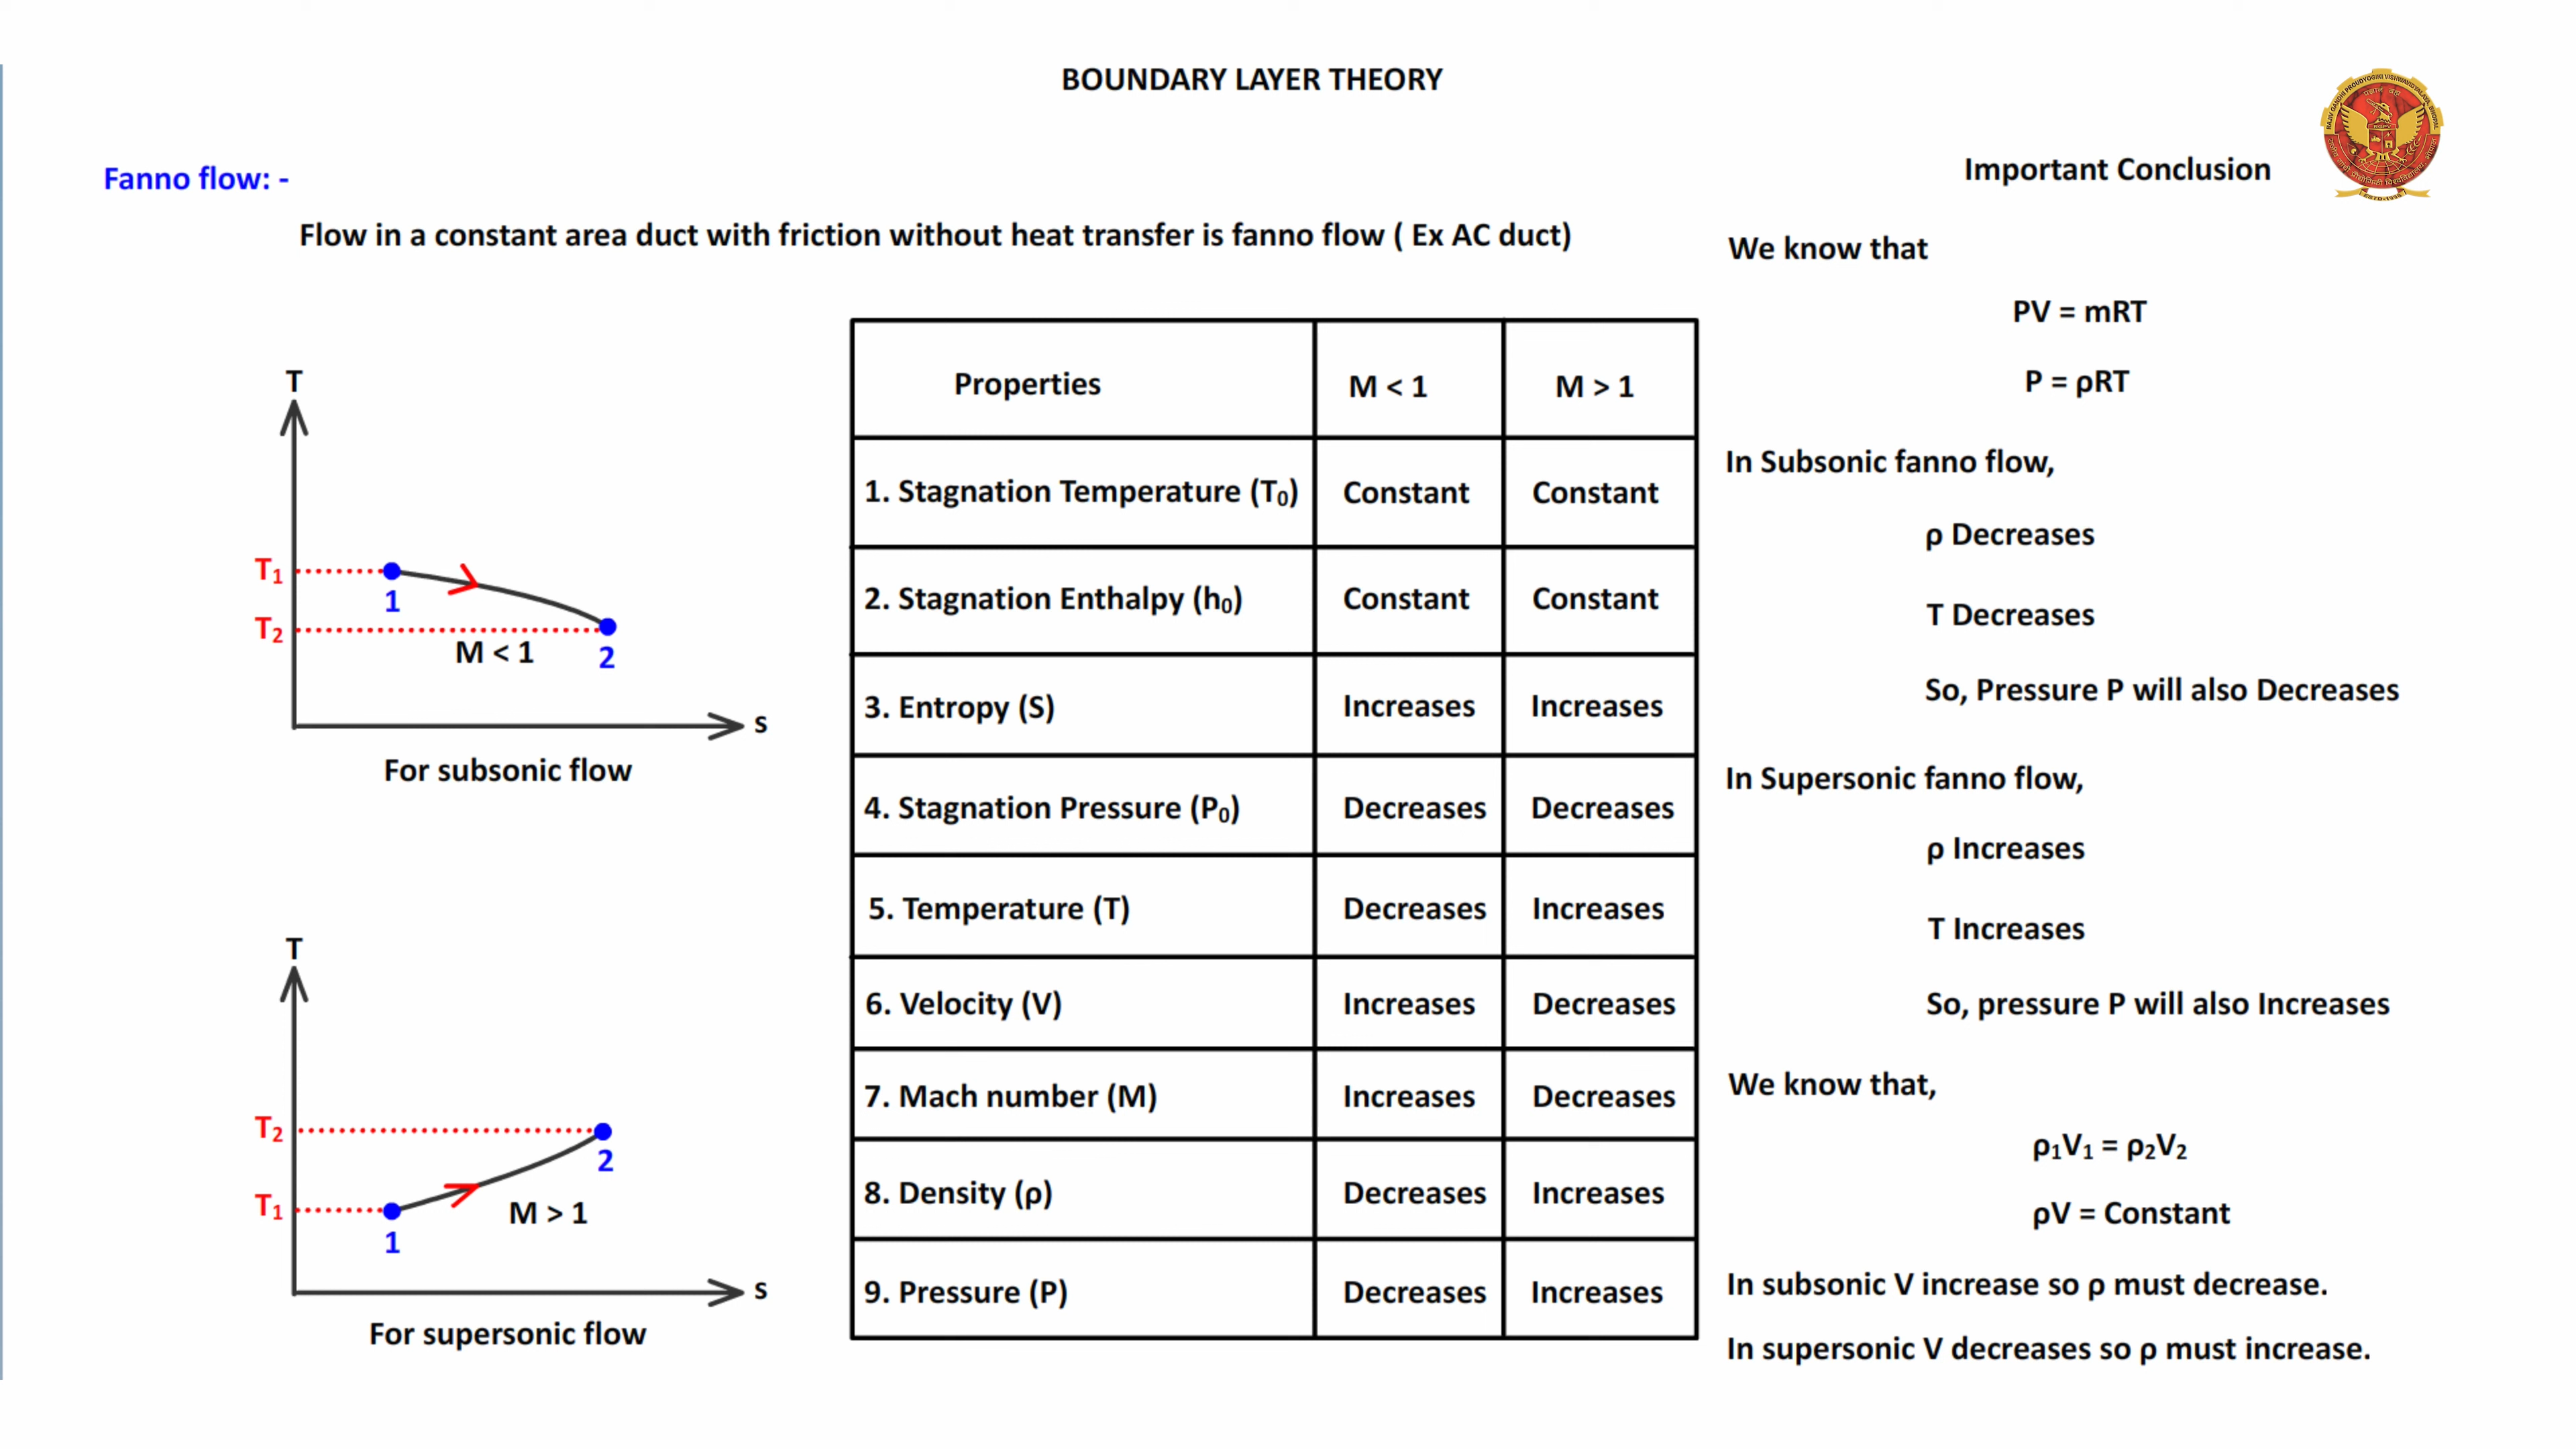 BOUNDARY LAYER THEORY
Fanno flow: -
Flow in a constant area duct with friction without heat transfer is fanno flow ( Ex AC duct)
T
T₁
1
T₂
M < 1
2
s
For subsonic flow
T
T₂
2
T₁
M > 1
1
s
For supersonic flow
Properties M < 1 M > 1
1. Stagnation Temperature (T₀) Constant Constant
2. Stagnation Enthalpy (h₀) Constant Constant
3. Entropy (S) Increases Increases
4. Stagnation Pressure (P₀) Decreases Decreases
5. Temperature (T) Decreases Increases
6. Velocity (V) Increases Decreases
7. Mach number (M) Increases Decreases
8. Density (ρ) Decreases Increases
9. Pressure (P) Decreases Increases
Important Conclusion
We know that
PV = mRT
P = ρRT
In Subsonic fanno flow,
ρ Decreases
T Decreases
So, Pressure P will also Decreases
In Supersonic fanno flow,
ρ Increases
T Increases
So, pressure P will also Increases
We know that,
ρ₁V₁ = ρ₂V₂
ρV = Constant
In subsonic V increase so ρ must decrease.
In supersonic V decreases so ρ must increase.
RAJIV GANDHI PROUDYOGIKI VISHWAVIDYALAYA, BHOPAL